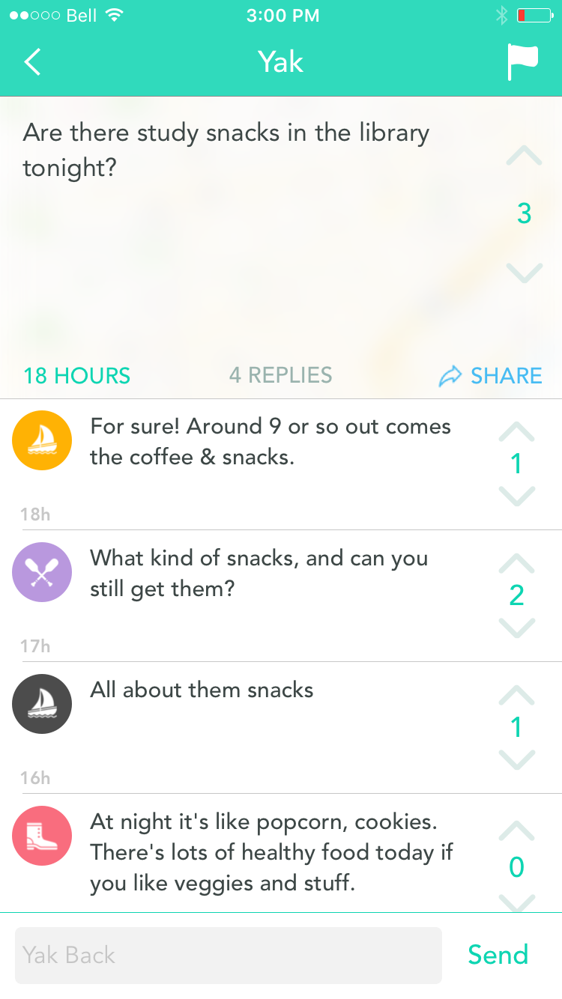 Bell 3:00 PM
Yak
Are there study snacks in the library
tonight?
3
18 HOURS 4 REPLIES SHARE
For sure! Around 9 or so out comes
the coffee & snacks.
1
18h
What kind of snacks, and can you
still get them?
2
17h
All about them snacks
1
16h
At night it's like popcorn, cookies.
There's lots of healthy food today if
you like veggies and stuff.
0
Yak Back Send